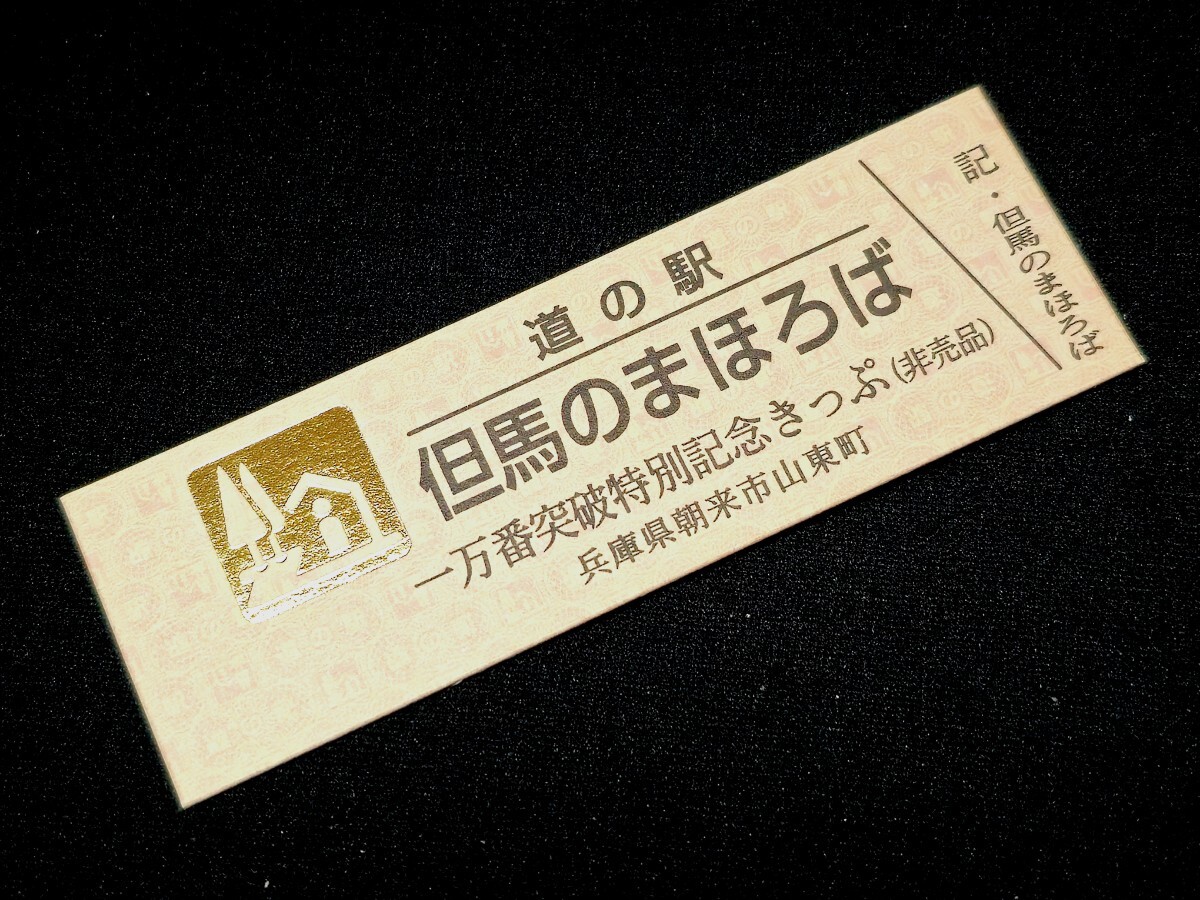 道の駅
但馬のまほろば
一万番突破特別記念きっぷ(非売品)
兵庫県朝来市山東町
記・但馬のまほろば